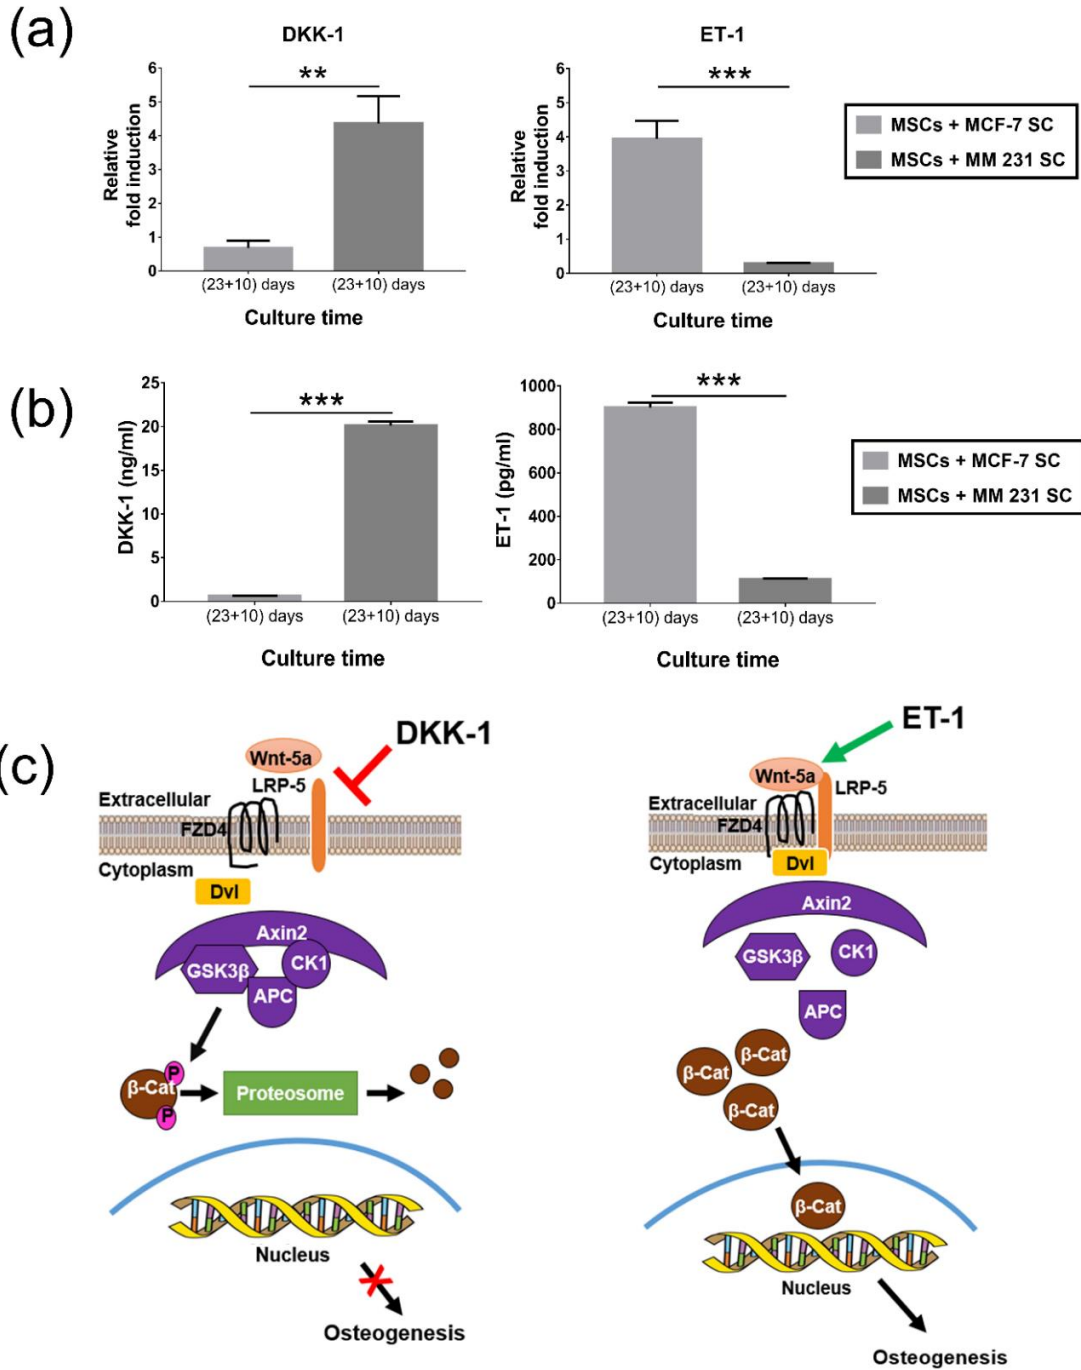 (a)
DKK-1
ET-1
**
***
6
5
4
3
2
1
0
6
5
4
3
2
1
0
Relative
fold induction
Relative
fold induction
(23+10) days
(23+10) days
(23+10) days
(23+10) days
Culture time
Culture time
MSCs + MCF-7 SC
MSCs + MM 231 SC
(b)
***
***
25
20
15
10
5
0
1000
800
600
400
200
0
DKK-1 (ng/ml)
ET-1 (pg/ml)
(23+10) days
(23+10) days
(23+10) days
(23+10) days
Culture time
Culture time
MSCs + MCF-7 SC
MSCs + MM 231 SC
(c)
DKK-1
Wnt-5a
LRP-5
Extracellular
FZD4
Cytoplasm
Dvl
Axin2
GSK3β
CK1
APC
P
β-Cat
P
Proteosome
Nucleus
Osteogenesis
ET-1
Wnt-5a
LRP-5
Extracellular
FZD4
Cytoplasm
Dvl
Axin2
GSK3β
CK1
APC
β-Cat
β-Cat
β-Cat
β-Cat
Nucleus
Osteogenesis